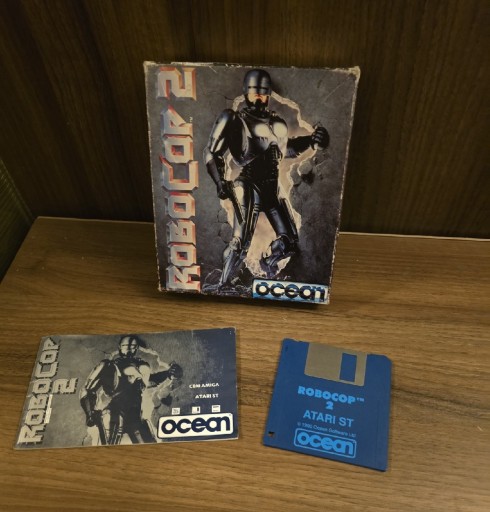 ROBOCOP 2
ocean
ROBOCOP
2
CBM AMIGA
ATARI ST
ocean
ROBOCOP™
2
ATARI ST
ocean